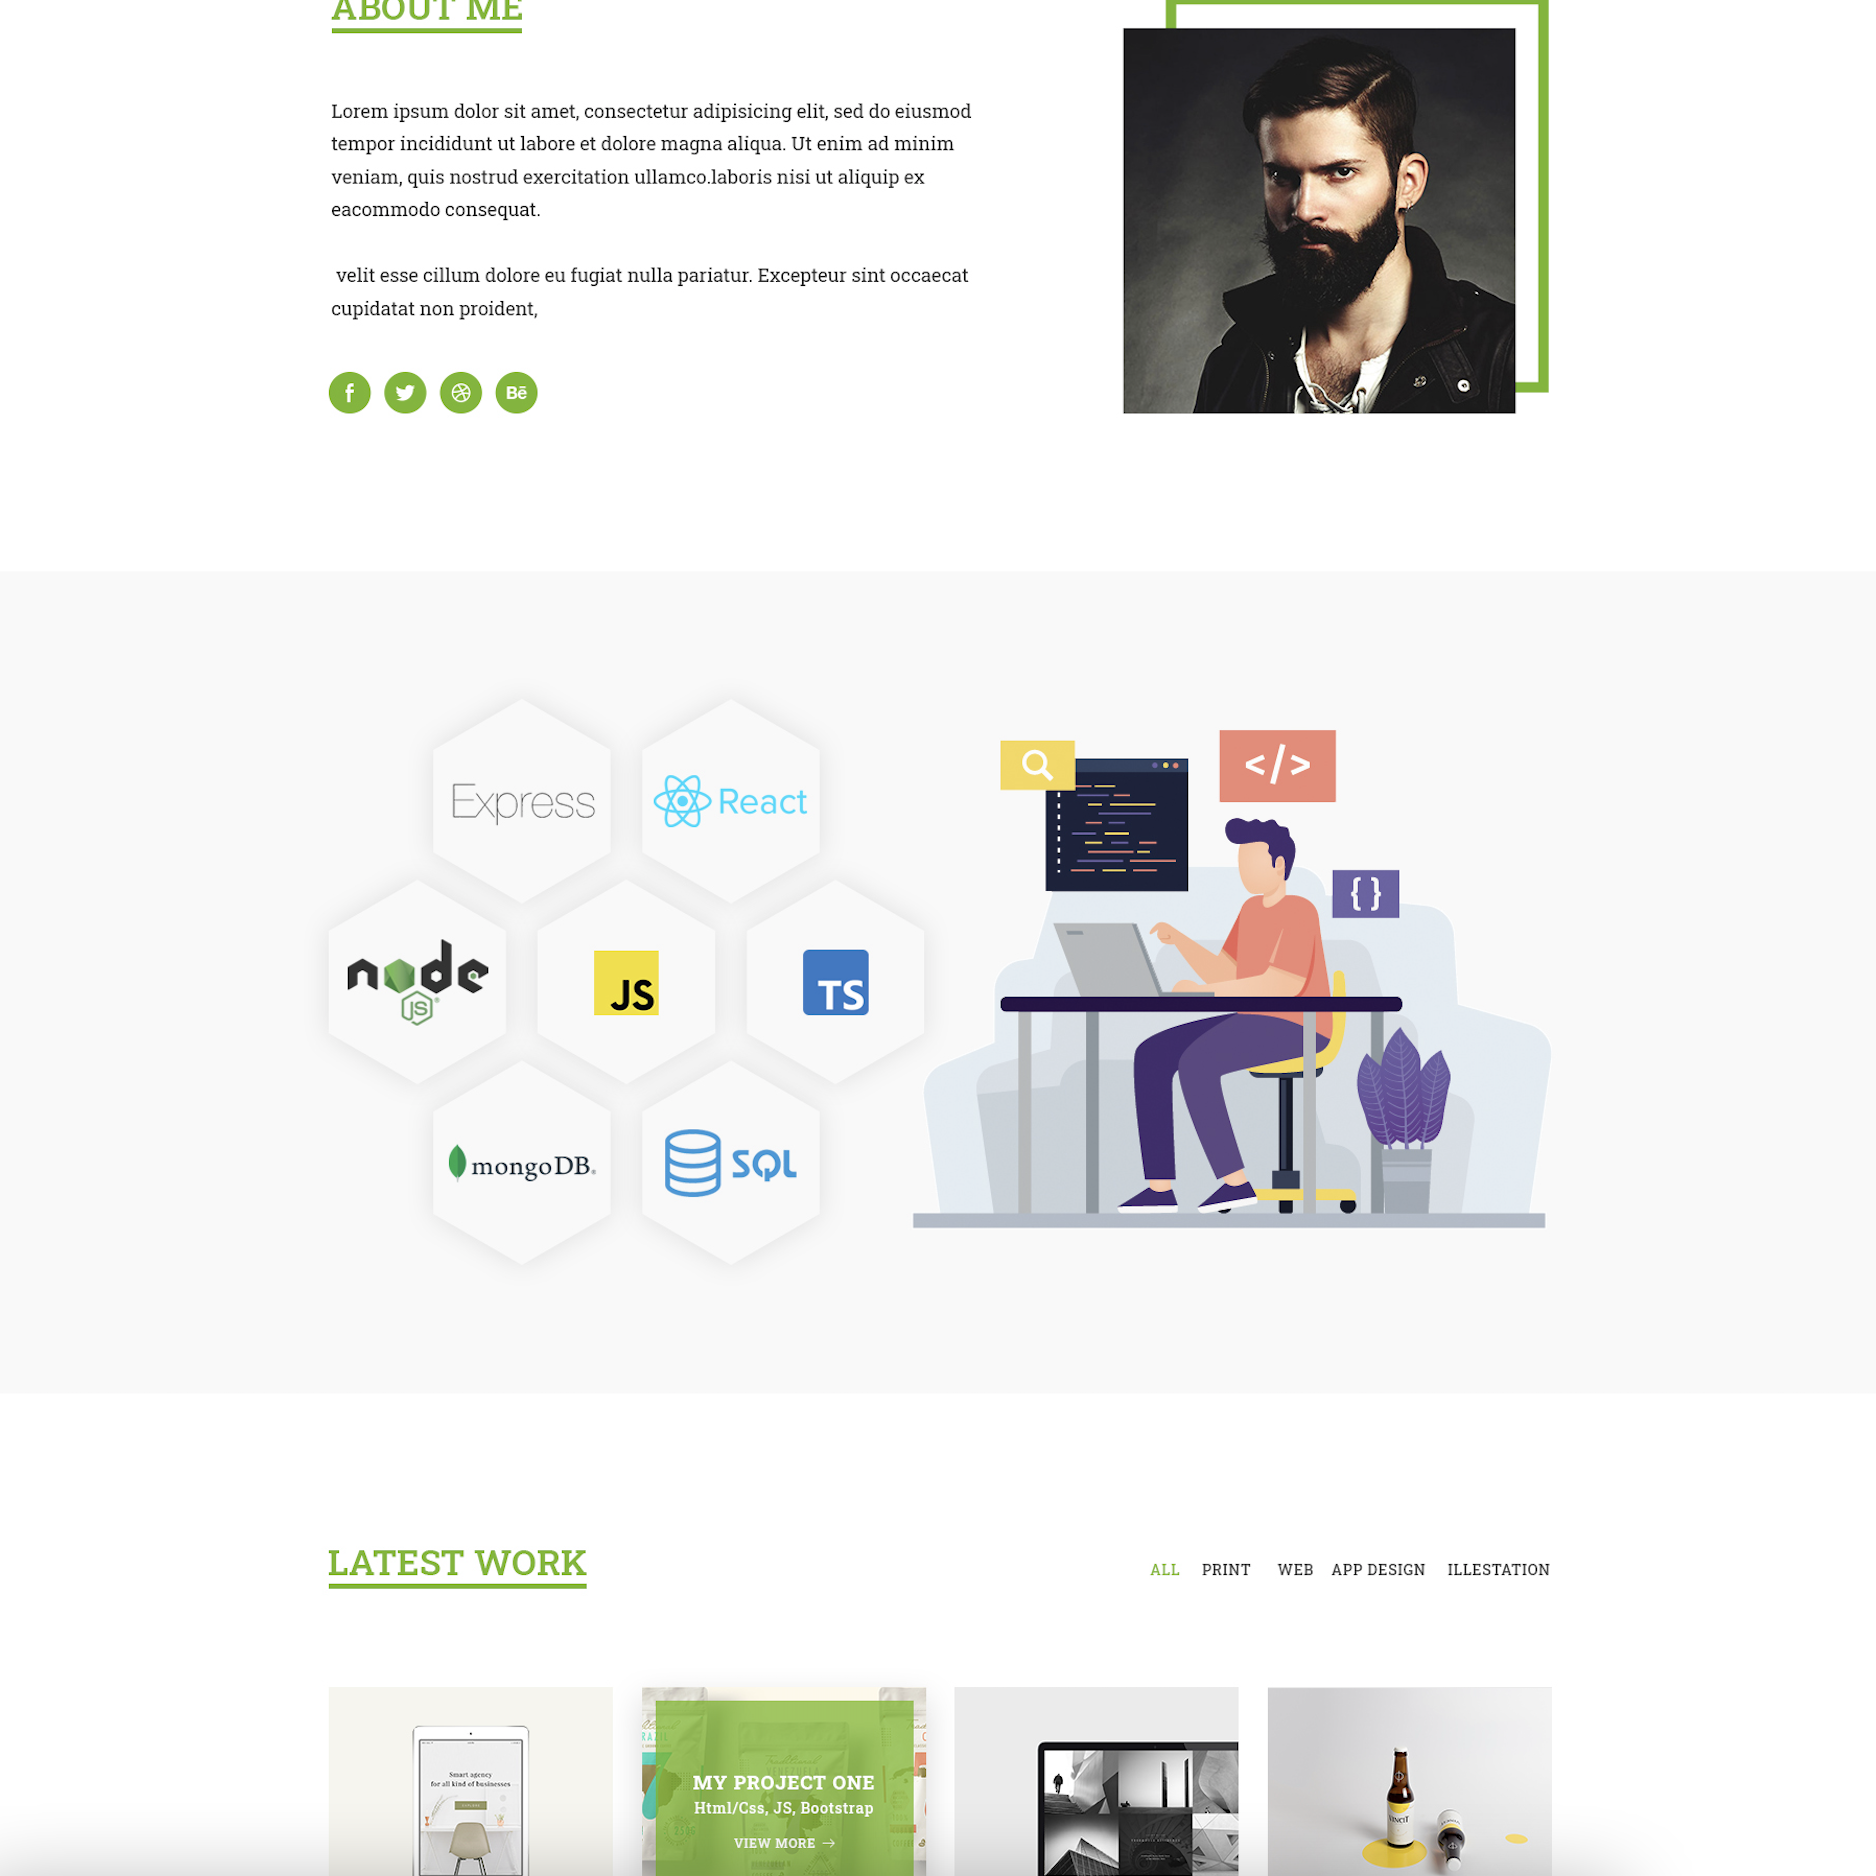 ABOUT ME
Lorem ipsum dolor sit amet, consectetur adipisicing elit, sed do eiusmod
tempor incididunt ut labore et dolore magna aliqua. Ut enim ad minim
veniam, quis nostrud exercitation ullamco.laboris nisi ut aliquip ex
eacommodo consequat.
velit esse cillum dolore eu fugiat nulla pariatur. Excepteur sint occaecat
cupidatat non proident,
f
Bē
Express
React
</>
{ }
node
JS
JS
TS
mongoDB
SQL
LATEST WORK
ALL PRINT WEB APP DESIGN ILLESTATION
Smart agency
for all kind of businesses
Traditional
VENEZUELA
MY PROJECT ONE
Html/Css, JS, Bootstrap
VIEW MORE →
VINCIT